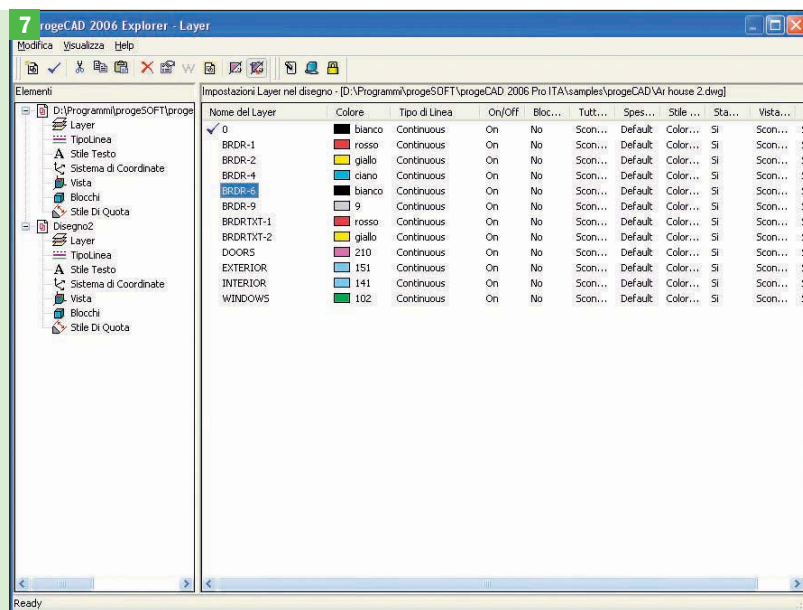 7
progeCAD 2006 Explorer - Layer
Modifica Visualizza Help
Elementi
Impostazioni Layer nel disegno - [D:\Programmi\progeSOFT\progeCAD 2006 Pro ITA\samples\progeCAD\Ar house 2.dwg]
D:\Programmi\progeSOFT\proge
Layer
TipoLinea
A Stile Testo
Sistema di Coordinate
Vista
Blocchi
Stile Di Quota
Disegno2
Layer
TipoLinea
A Stile Testo
Sistema di Coordinate
Vista
Blocchi
Stile Di Quota
Nome del Layer Colore Tipo di Linea On/Off Bloc... Tutt... Spes... Stile ... Sta... Vista...
0 bianco Continuous On No Scon... Default Color... Si Scon...
BRDR-1 rosso Continuous On No Scon... Default Color... Si Scon...
BRDR-2 giallo Continuous On No Scon... Default Color... Si Scon...
BRDR-4 ciano Continuous On No Scon... Default Color... Si Scon...
BRDR-6 bianco Continuous On No Scon... Default Color... Si Scon...
BRDR-9 9 Continuous On No Scon... Default Color... Si Scon...
BRDRTXT-1 rosso Continuous On No Scon... Default Color... Si Scon...
BRDRTXT-2 giallo Continuous On No Scon... Default Color... Si Scon...
DOORS 210 Continuous On No Scon... Default Color... Si Scon...
EXTERIOR 151 Continuous On No Scon... Default Color... Si Scon...
INTERIOR 141 Continuous On No Scon... Default Color... Si Scon...
WINDOWS 102 Continuous On No Scon... Default Color... Si Scon...
Ready